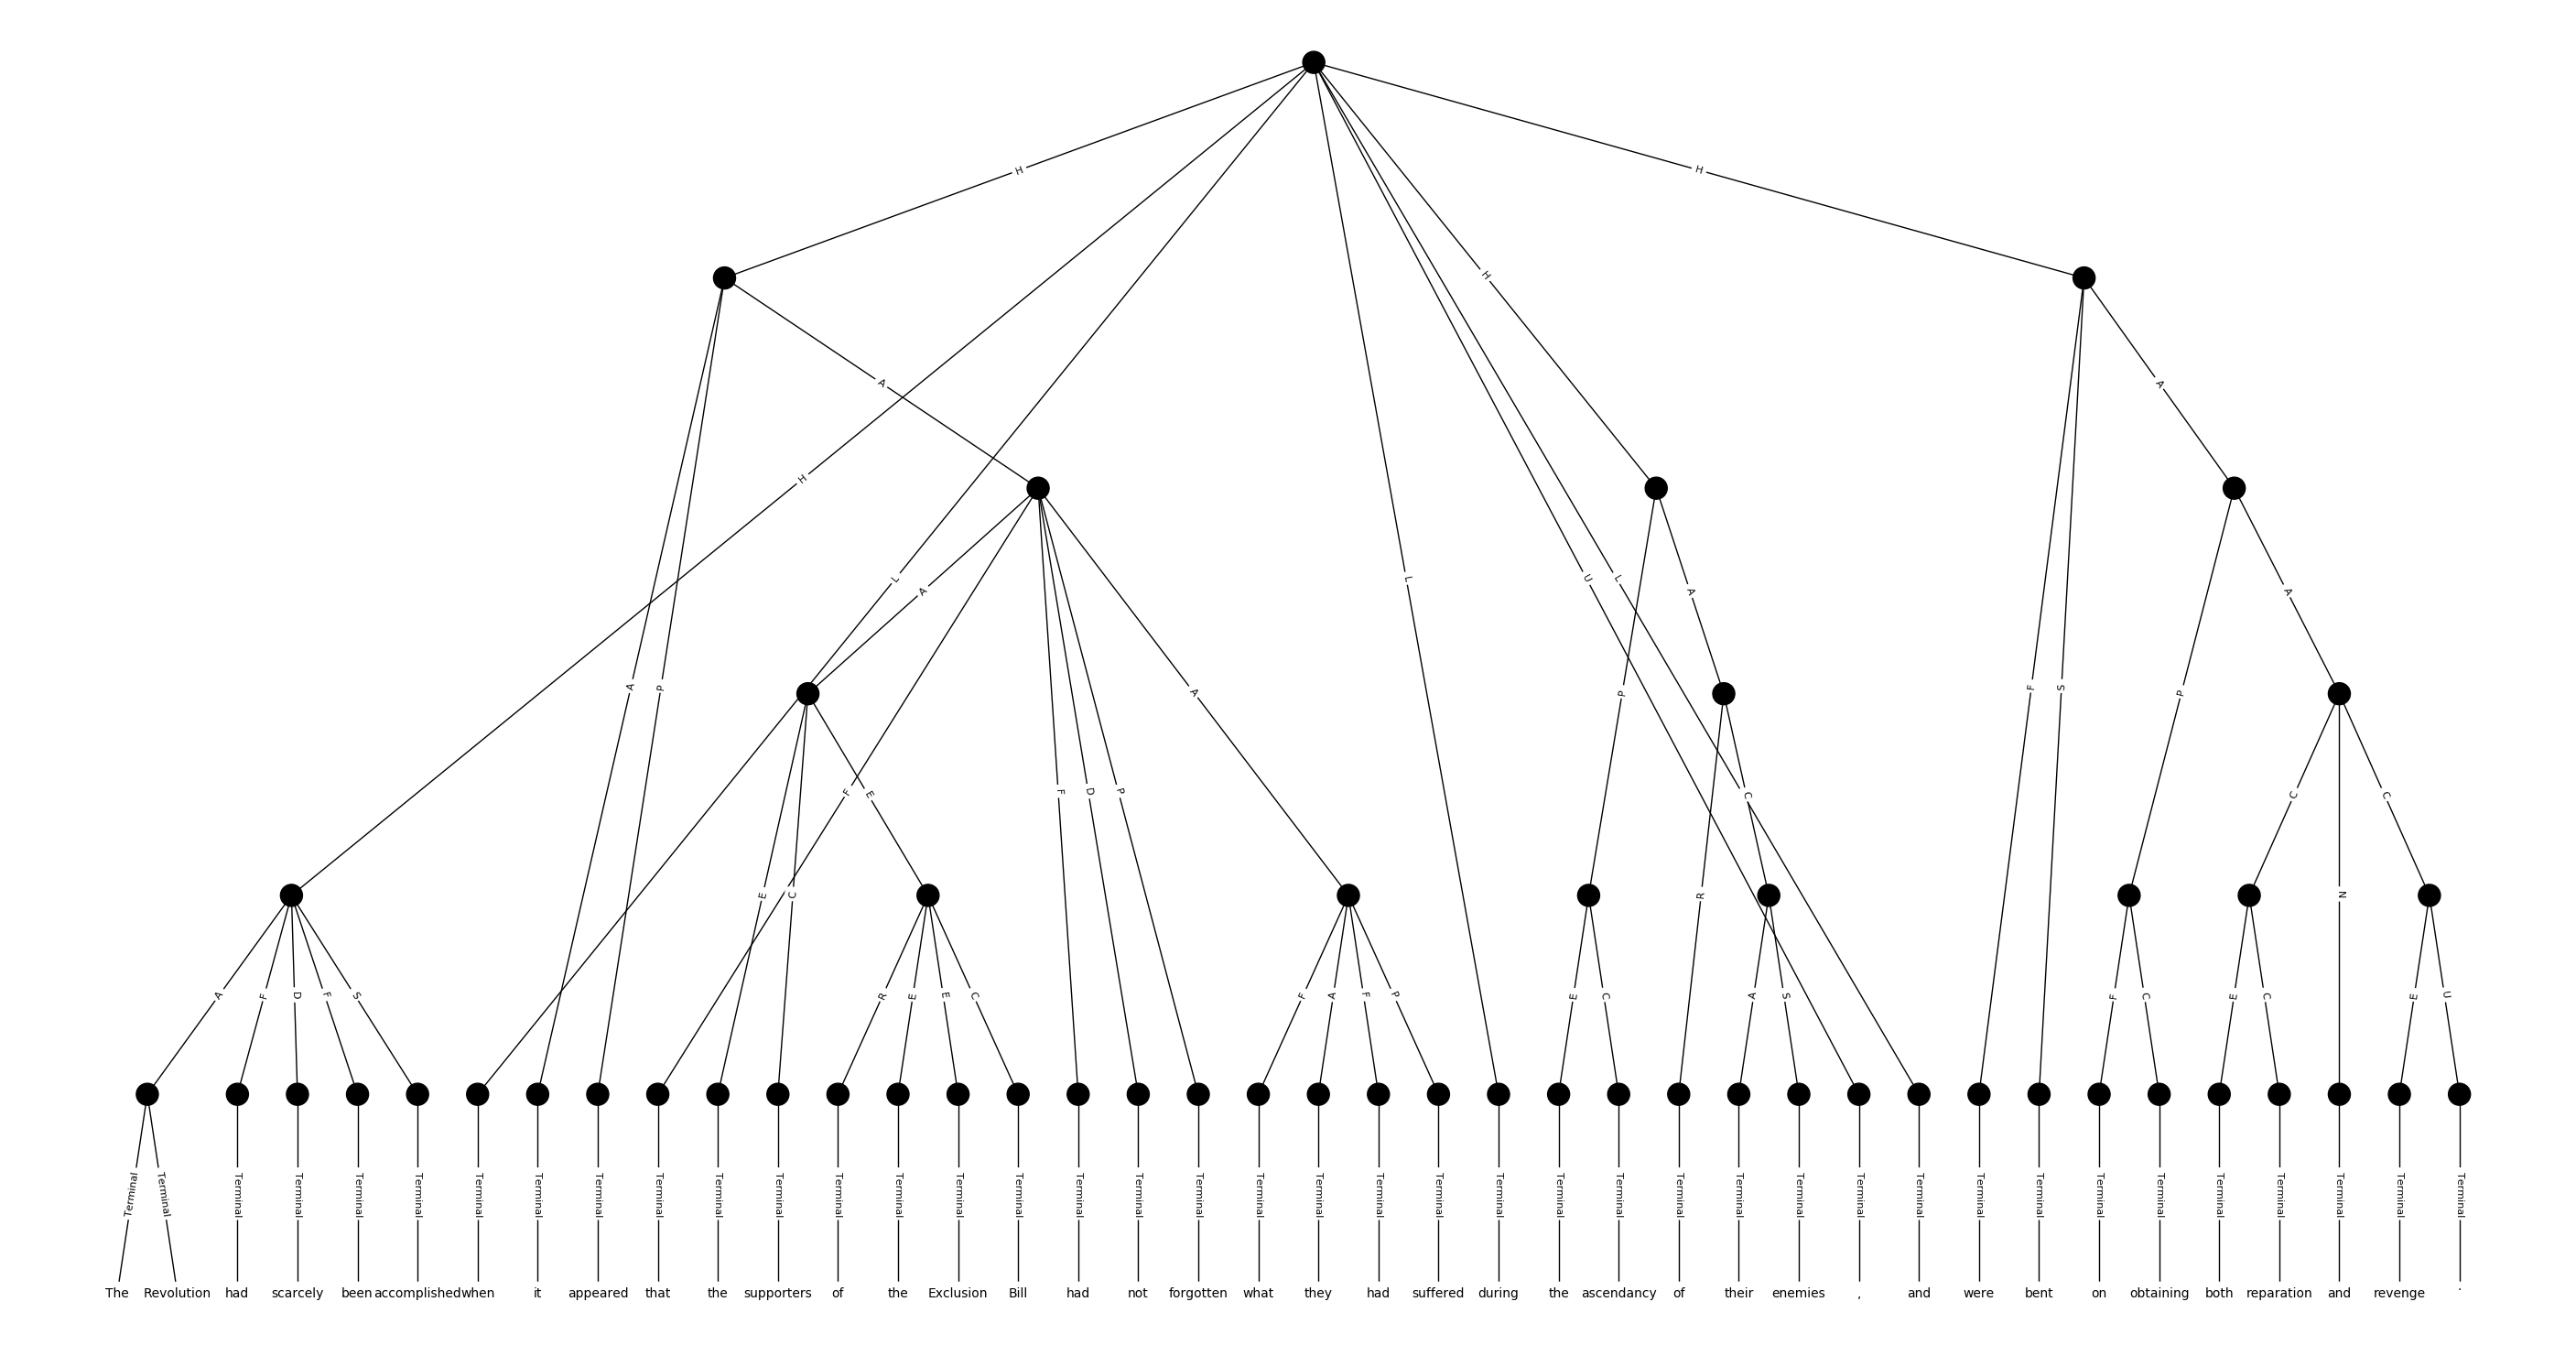 H H
H
A A
H
L A L U L A A
A P P F S P
A
F E F D P C C C
E C R N
A F D F S R E E C F A F P E C A S F C E C E U
Terminal Terminal Terminal Terminal Terminal Terminal Terminal Terminal Terminal Terminal Terminal Terminal Terminal Terminal Terminal Terminal Terminal Terminal Terminal Terminal Terminal Terminal Terminal Terminal Terminal Terminal Terminal Terminal Terminal Terminal Terminal Terminal Terminal Terminal Terminal Terminal Terminal Terminal Terminal Terminal
The Revolution had scarcely been accomplished when it appeared that the supporters of the Exclusion Bill had not forgotten what they had suffered during the ascendancy of their enemies , and were bent on obtaining both reparation and revenge .